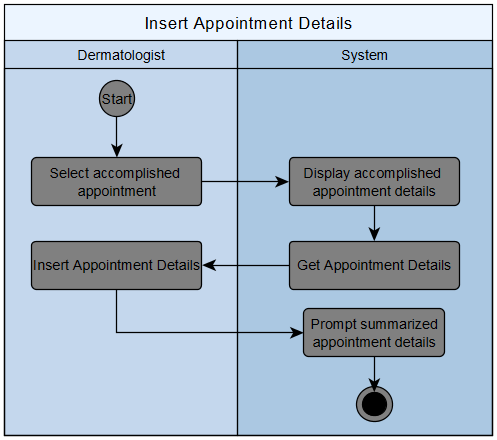 Insert Appointment Details
Dermatologist
System
Start
Select accomplished
appointment
Display accomplished
appointment details
Insert Appointment Details
Get Appointment Details
Prompt summarized
appointment details